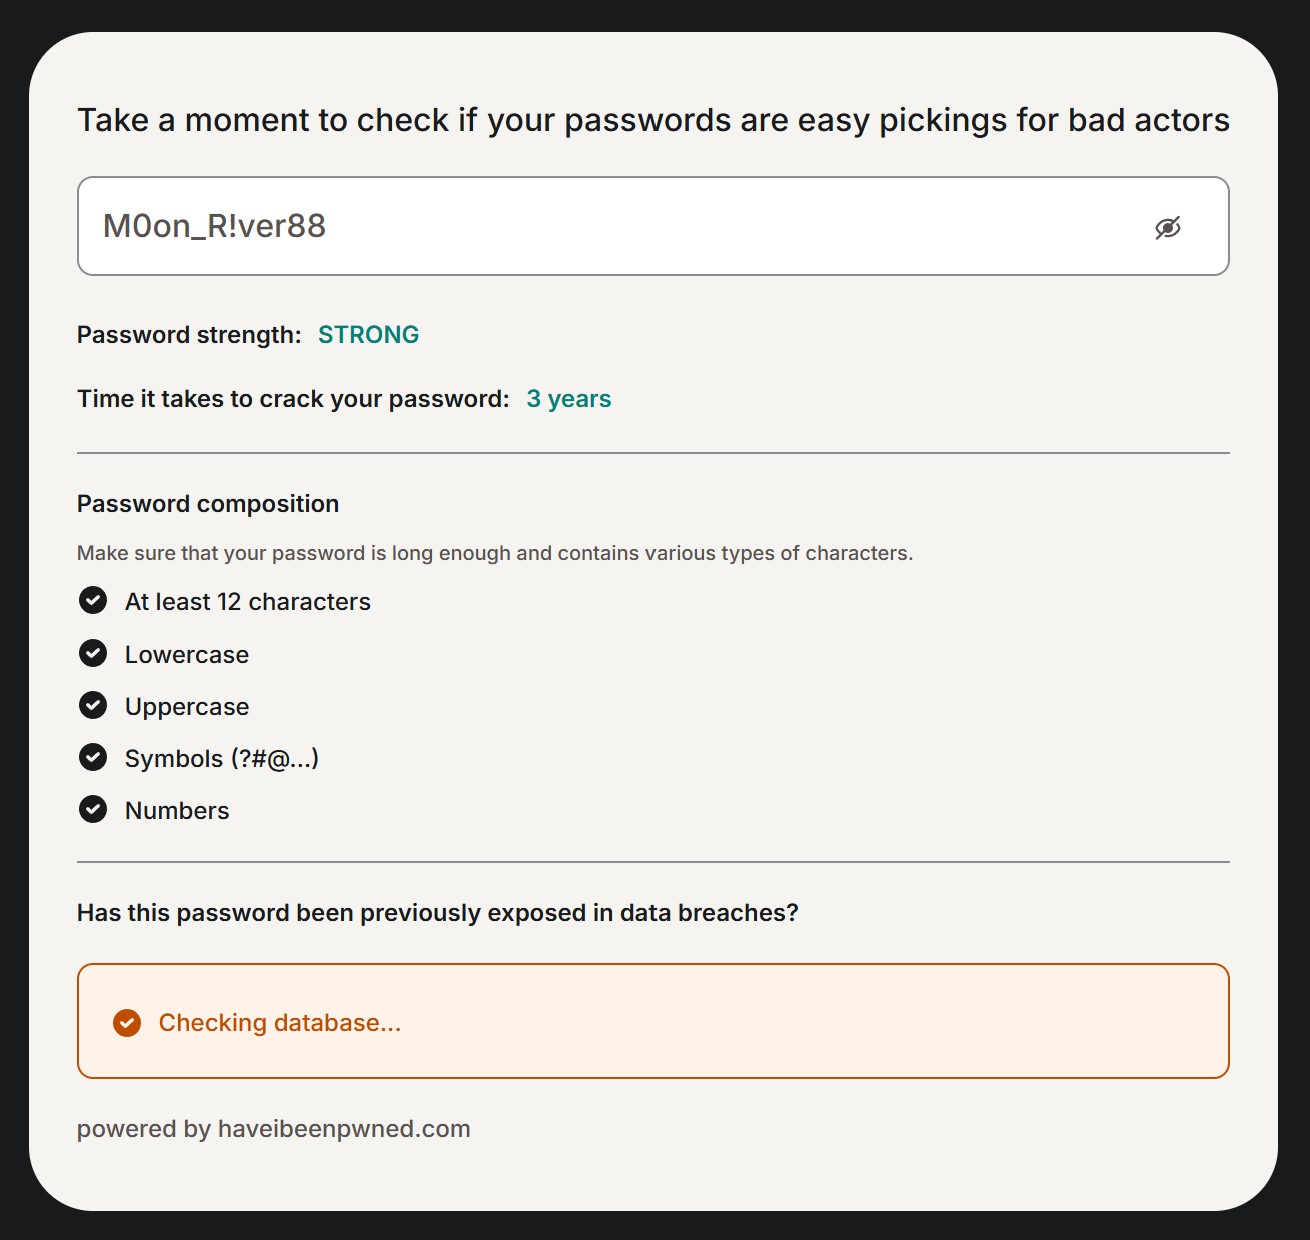 Take a moment to check if your passwords are easy pickings for bad actors
M0on_R!ver88
Password strength: STRONG
Time it takes to crack your password: 3 years
Password composition
Make sure that your password is long enough and contains various types of characters.
At least 12 characters
Lowercase
Uppercase
Symbols (?#@...)
Numbers
Has this password been previously exposed in data breaches?
Checking database...
powered by haveibeenpwned.com